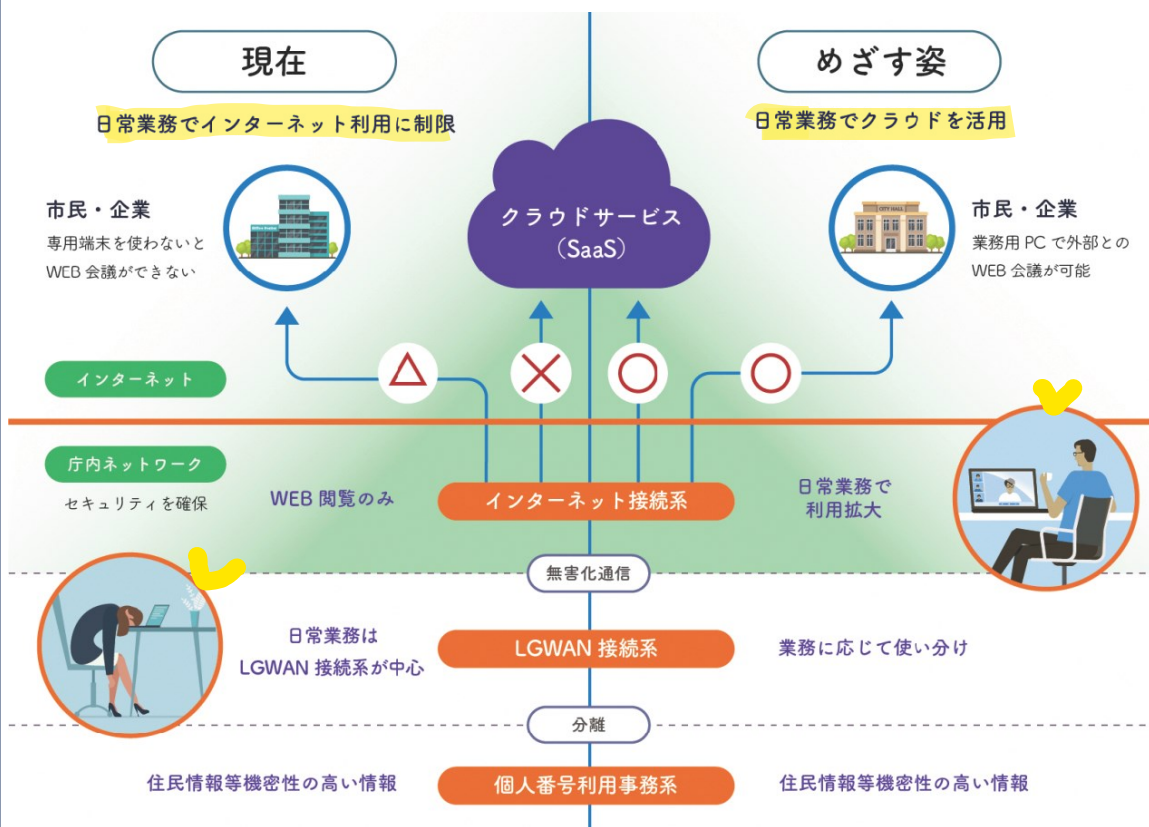 現在
めざす姿
日常業務でインターネット利用に制限
日常業務でクラウドを活用
市民・企業
専用端末を使わないと
WEB 会議ができない
クラウドサービス
（SaaS）
CITY HALL
市民・企業
業務用 PC で外部との
WEB 会議が可能
インターネット
庁内ネットワーク
セキュリティを確保
WEB 閲覧のみ
インターネット接続系
日常業務で
利用拡大
無害化通信
日常業務は
LGWAN 接続系が中心
LGWAN 接続系
業務に応じて使い分け
分離
住民情報等機密性の高い情報
個人番号利用事務系
住民情報等機密性の高い情報